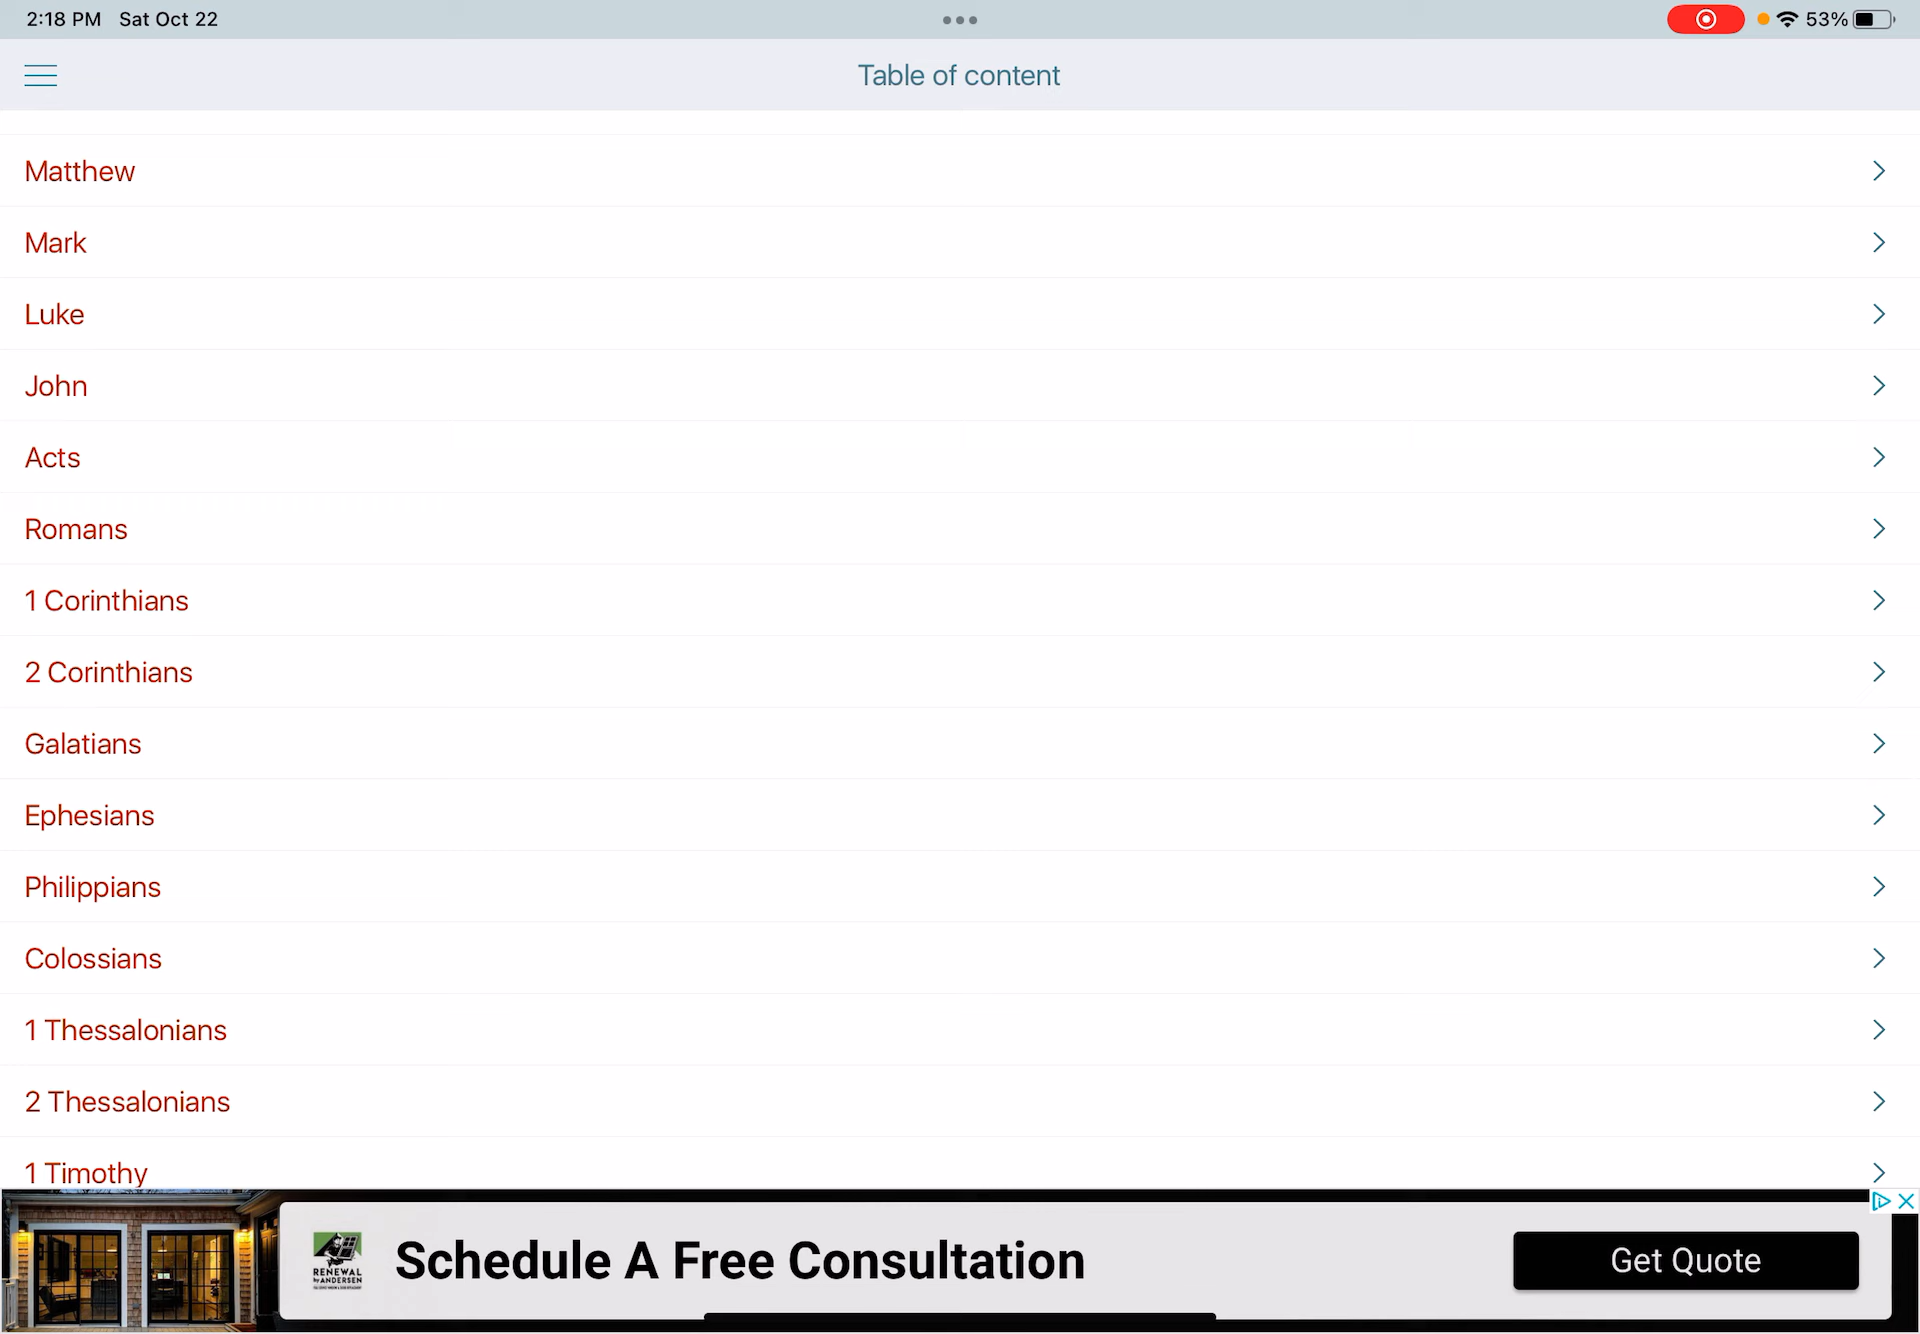 2:18 PM Sat Oct 22
53%
Table of content
Matthew
Mark
Luke
John
Acts
Romans
1 Corinthians
2 Corinthians
Galatians
Ephesians
Philippians
Colossians
1 Thessalonians
2 Thessalonians
1 Timothy
RENEWAL
by ANDERSEN
Schedule A Free Consultation
Get Quote